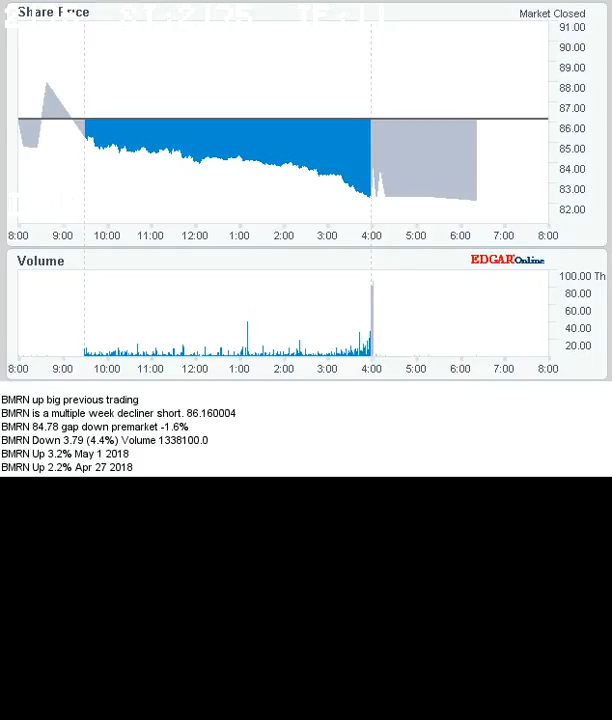 Share Price
Market Closed
91.00
90.00
89.00
88.00
87.00
86.00
85.00
84.00
83.00
82.00
8:00 9:00 10:00 11:00 12:00 1:00 2:00 3:00 4:00 5:00 6:00 7:00 8:00
Volume
EDGAR Online
100.00 Th
80.00
60.00
40.00
20.00
8:00 9:00 10:00 11:00 12:00 1:00 2:00 3:00 4:00 5:00 6:00 7:00 8:00
BMRN up big previous trading
BMRN is a multiple week decliner short. 86.160004
BMRN 84.78 gap down premarket -1.6%
BMRN Down 3.79 (4.4%) Volume 1338100.0
BMRN Up 3.2% May 1 2018
BMRN Up 2.2% Apr 27 2018